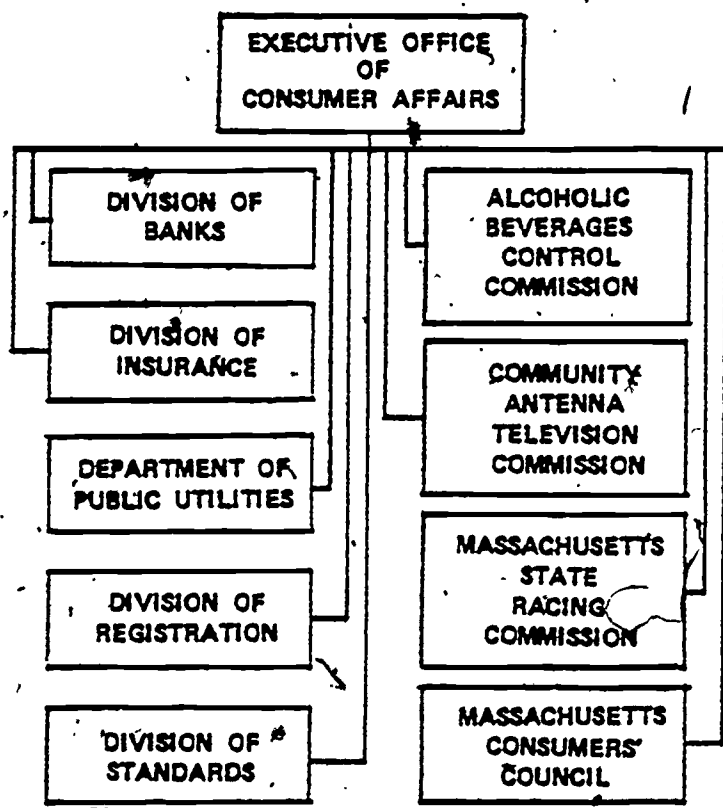 EXECUTIVE OFFICE
OF
CONSUMER AFFAIRS
DIVISION OF
BANKS
DIVISION OF
INSURANCE
DEPARTMENT OF
PUBLIC UTILITIES
DIVISION OF
REGISTRATION
DIVISION OF
STANDARDS
ALCOHOLIC
BEVERAGES
CONTROL
COMMISSION
COMMUNITY
ANTENNA
TELEVISION
COMMISSION
MASSACHUSETTS
STATE
RACING
COMMISSION
MASSACHUSETTS
CONSUMERS'
COUNCIL